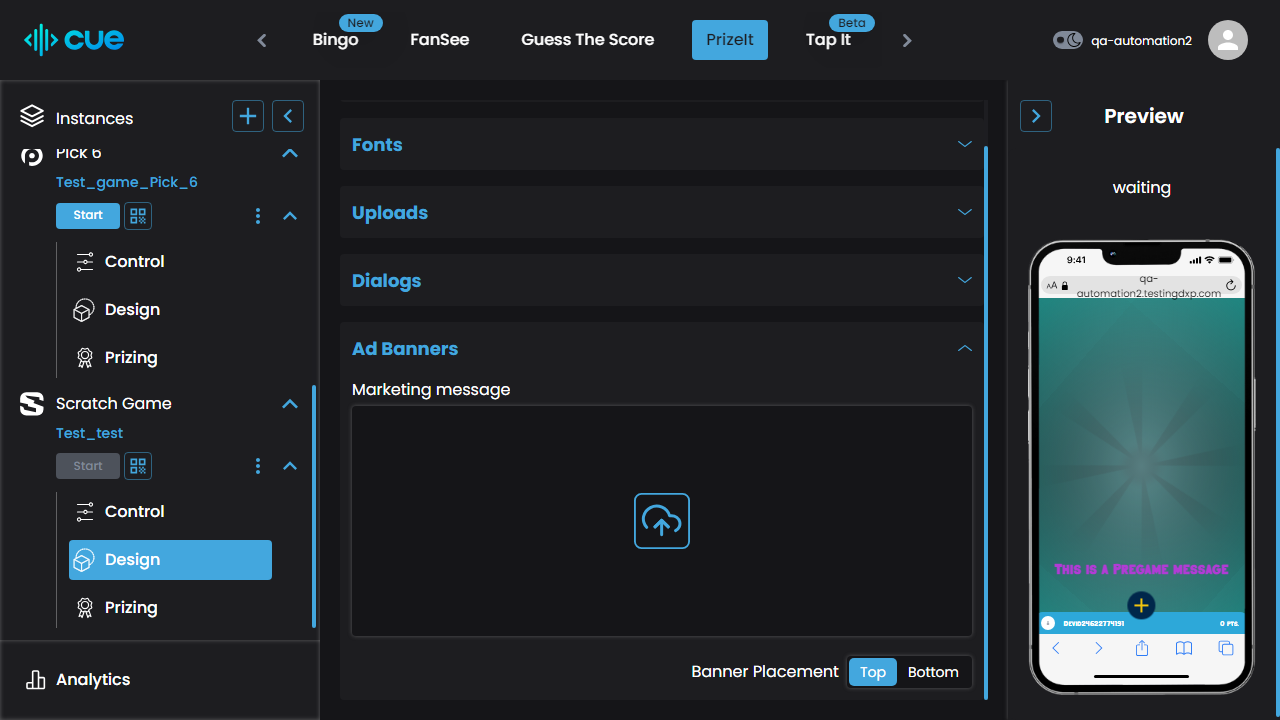 cue
New
Bingo
FanSee
Guess The Score
PrizeIt
Beta
Tap It
qa-automation2
Instances
Pick 6
Test_game_Pick_6
Start
Control
Design
Prizing
Scratch Game
Test_test
Start
Control
Design
Prizing
Analytics
Fonts
Uploads
Dialogs
Ad Banners
Marketing message
Banner Placement
Top
Bottom
Preview
waiting
9:41
AA
qa-
automation2.testingdxp.com
This is a Pregame message
0 PTS.